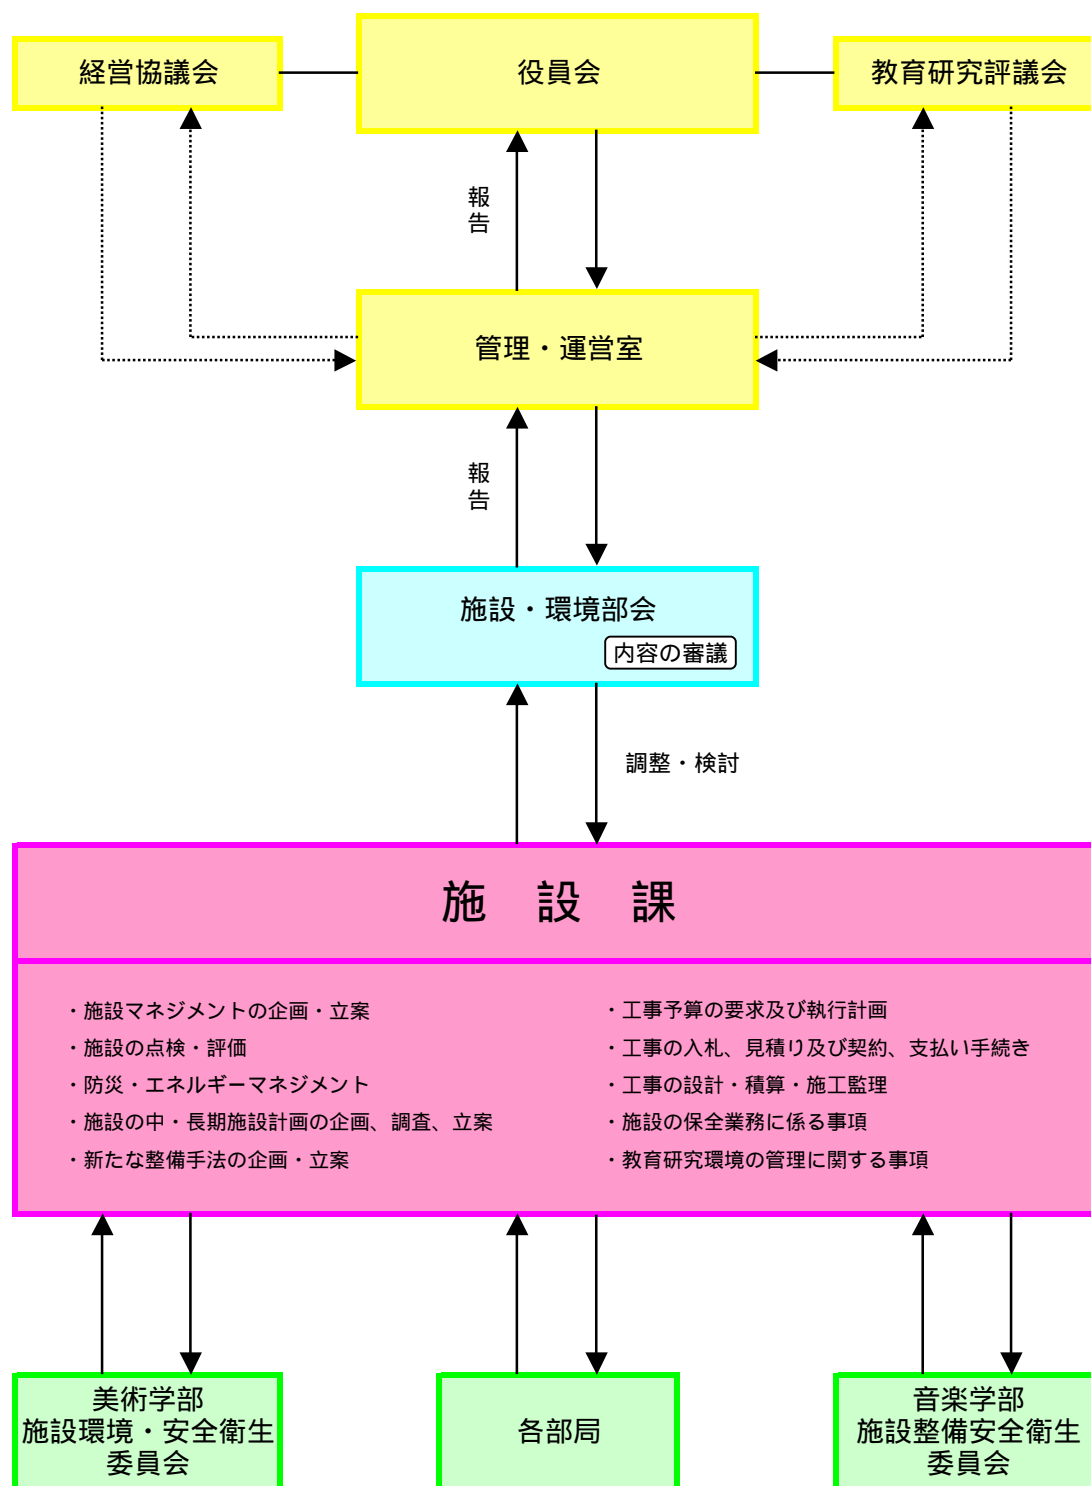 経営協議会
役員会
教育研究評議会
報告
管理・運営室
報告
施設・環境部会
内容の審議
調整・検討
施　設　課
・施設マネジメントの企画・立案
・施設の点検・評価
・防災・エネルギーマネジメント
・施設の中・長期施設計画の企画、調査、立案
・新たな整備手法の企画・立案
・工事予算の要求及び執行計画
・工事の入札、見積り及び契約、支払い手続き
・工事の設計・積算・施工監理
・施設の保全業務に係る事項
・教育研究環境の管理に関する事項
美術学部
施設環境・安全衛生
委員会
各部局
音楽学部
施設整備安全衛生
委員会